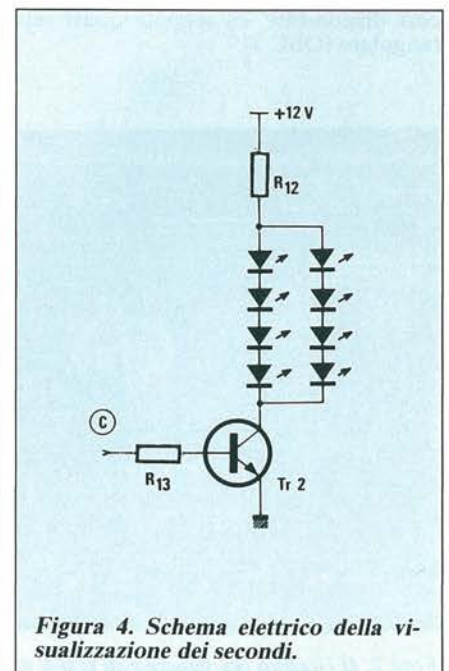 +12 V
R12
C
R13
Tr 2
Figura 4. Schema elettrico della vi-
sualizzazione dei secondi.